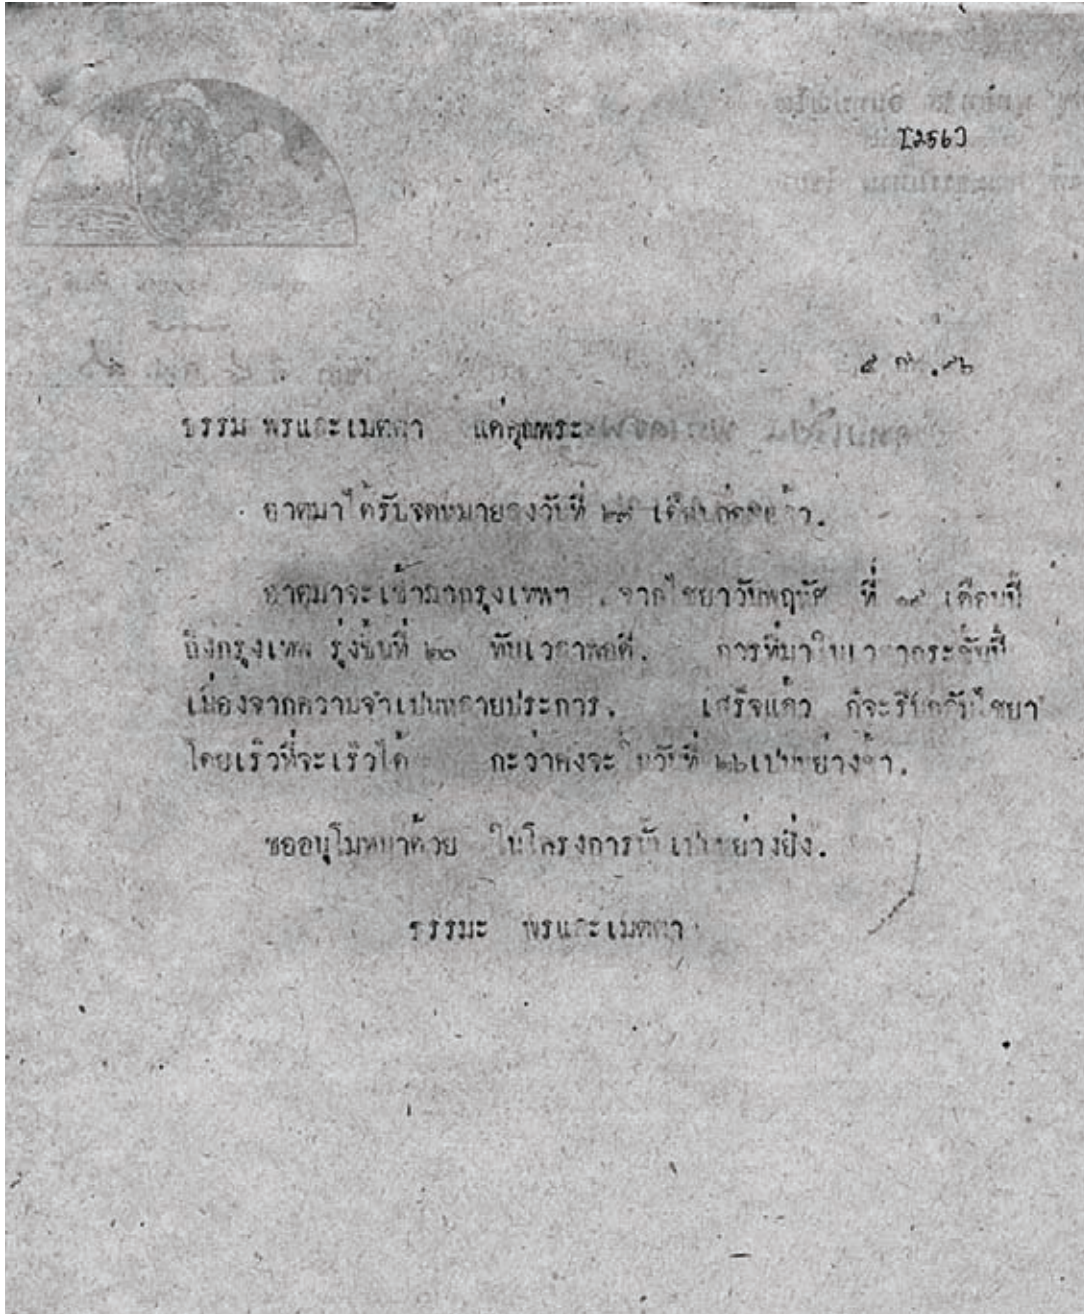 ธรรม พรและเมตตา แด่คุณพระ
อาตมาได้รับจดหมายลงวันที่ เดือนก่อนแล้ว.
อาตมาจะเข้ามากรุงเทพฯ . จากไชยาวันพฤหัส ที่ ๑๙ เดือนนี้
ถึงกรุงเทพ รุ่งขึ้นที่ ๒๐ ทันเวลาพอดี. การที่มาในเวลากระชั้นนี้
เนื่องจากความจำเปนหลายประการ. เสร็จแล้ว ก็จะรีบกลับไชยา
โดยเร็วที่จะเร็วได้ กะว่าคงจะ ในวันที่ ๒๖ เปนอย่างช้า.
ขออนุโมทนาด้วย ในโครงการนี้ เปนอย่างยิ่ง.
ธรรมะ พรและเมตตา